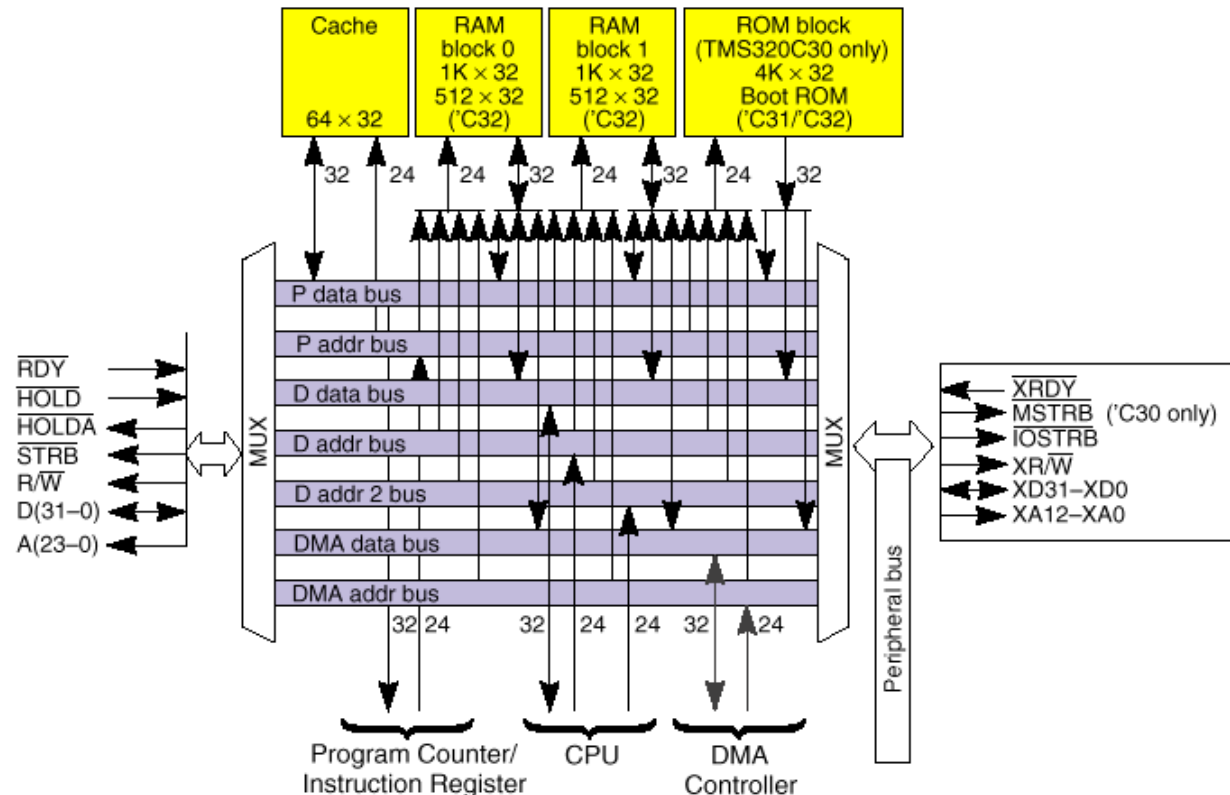 Cache
64 × 32
RAM
block 0
1K × 32
512 × 32
('C32)
RAM
block 1
1K × 32
512 × 32
('C32)
ROM block
(TMS320C30 only)
4K × 32
Boot ROM
('C31/'C32)
32
24
24
32
24
32
24
32
P data bus
P addr bus
D data bus
D addr bus
D addr 2 bus
DMA data bus
DMA addr bus
MUX
MUX
RDY
HOLD
HOLDA
STRB
R/W
D(31–0)
A(23–0)
XRDY
MSTRB ('C30 only)
IOSTRB
XR/W
XD31–XD0
XA12–XA0
Peripheral bus
32 24
32
24
24
32
24
Program Counter/
Instruction Register
CPU
DMA
Controller